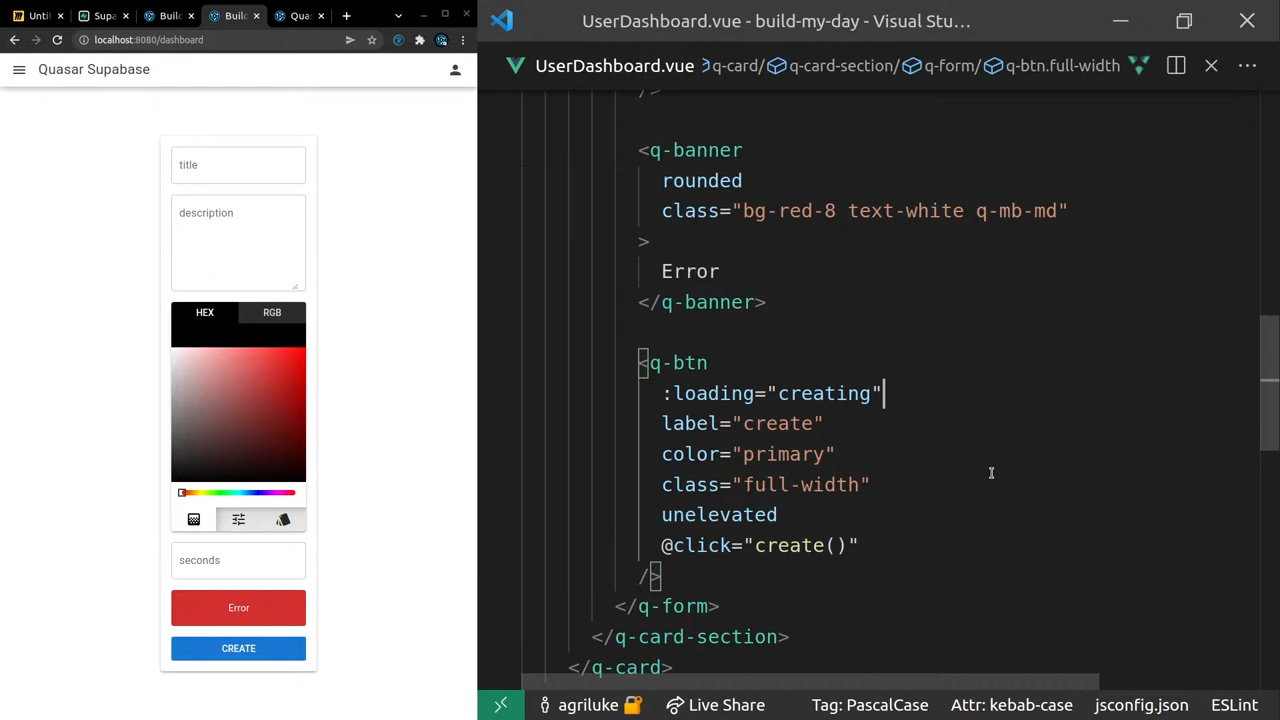 Unti
Supa
Build
Build
Quas
UserDashboard.vue - build-my-day - Visual Stu…
localhost:8080/dashboard
UserDashboard.vue
q-card/
q-card-section/
q-form/
q-btn.full-width
Quasar Supabase
title
description
HEX
RGB
seconds
Error
CREATE
/>
<q-banner
rounded
class="bg-red-8 text-white q-mb-md"
>
Error
</q-banner>
<q-btn
:loading="creating"
label="create"
color="primary"
class="full-width"
unelevated
@click="create()"
/>
</q-form>
</q-card-section>
</q-card>
agriluke
Live Share
Tag: PascalCase
Attr: kebab-case
jsconfig.json
ESLint